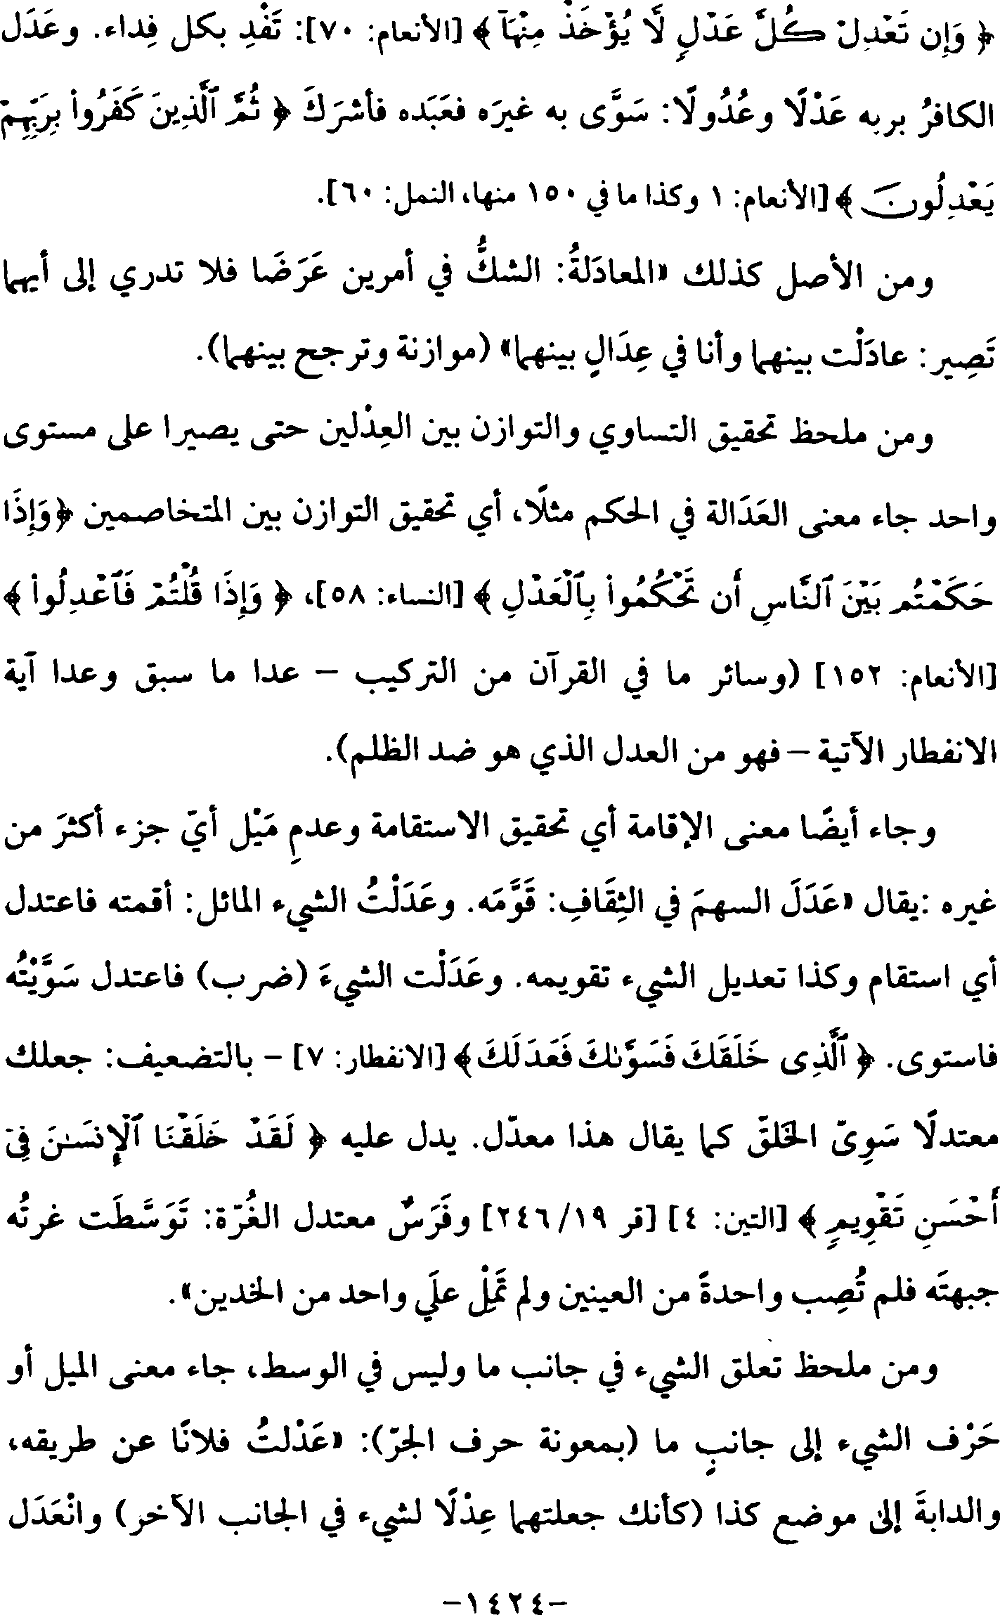 ﴿ وَإِن تَعْدِلْ كُلَّ عَدْلٍ لَّا يُؤْخَذْ مِنْهَآ ﴾ [الأنعام: ٧٠]: تَفْدِ بكل فِداء. وعَدَل
الكافرُ بربه عَدْلًا وعُدُولًا: سَوَّى به غيرَه فعَبَده فأشرَكَ ﴿ ثُمَّ ٱلَّذِينَ كَفَرُواْ بِرَبِّهِمْ
يَعْدِلُونَ ﴾ [الأنعام: ١ وكذا ما في ١٥٠ منها، النمل: ٦٠].
ومن الأصل كذلك «المعادَلةُ: الشكُّ في أمرين عَرَضَا فلا تدري إلى أيهما
تَصِير: عادَلْت بينهما وأنا في عِدَالٍ بينهما» (موازنة وترجح بينهما).
ومن ملحظ تحقيق التساوي والتوازن بين العِدْلين حتى يصيرا على مستوى
واحد جاء معنى العَدَالة في الحكم مثلًا، أي تحقيق التوازن بين المتخاصمين ﴿وَإِذَا
حَكَمْتُم بَيْنَ ٱلنَّاسِ أَن تَحْكُمُواْ بِٱلْعَدْلِ ﴾ [النساء: ٥٨]، ﴿ وَإِذَا قُلْتُمْ فَٱعْدِلُواْ ﴾
[الأنعام: ١٥٢] (وسائر ما في القرآن من التركيب – عدا ما سبق وعدا آية
الانفطار الآتية – فهو من العدل الذي هو ضد الظلم).
وجاء أيضًا معنى الإقامة أي تحقيق الاستقامة وعدمِ مَيْل أيّ جزء أكثرَ من
غيره :يقال «عَدَلَ السهمَ في الثِقَافِ: قَوَّمَه. وعَدَلْتُ الشيء المائل: أقمته فاعتدل
أي استقام وكذا تعديل الشيء تقويمه. وعَدَلْت الشيءَ (ضرب) فاعتدل سَوَّيْتُه
فاستوى. ﴿ ٱلَّذِى خَلَقَكَ فَسَوَّىٰكَ فَعَدَلَكَ ﴾ [الانفطار: ٧] – بالتضعيف: جعلك
معتدلًا سَوِىّ الخَلقّ كما يقال هذا معدّل. يدل عليه ﴿ لَقَدْ خَلَقْنَا ٱلْإِنسَـٰنَ فِىٓ
أَحْسَنِ تَقْوِيمٍ ﴾ [التين: ٤] [قر ١٩/ ٢٤٦] وفَرَسٌ معتدل الغُرّة: تَوَسَّطَت غرتُه
جبهتَه فلم تُصِب واحدةً من العينين ولم تَمِلْ علَي واحد من الخدين».
ومن ملحظ تعلق الشيء في جانب ما وليس في الوسط، جاء معنى الميل أو
حَرْف الشيء إلى جانبٍ ما (بمعونة حرف الجرّ): «عَدْلتُ فلانًا عن طريقه،
والدابةَ إلى موضع كذا (كأنك جعلتهما عِدْلًا لشيء في الجانب الآخر) وانْعَدَل
-١٤٢٤-